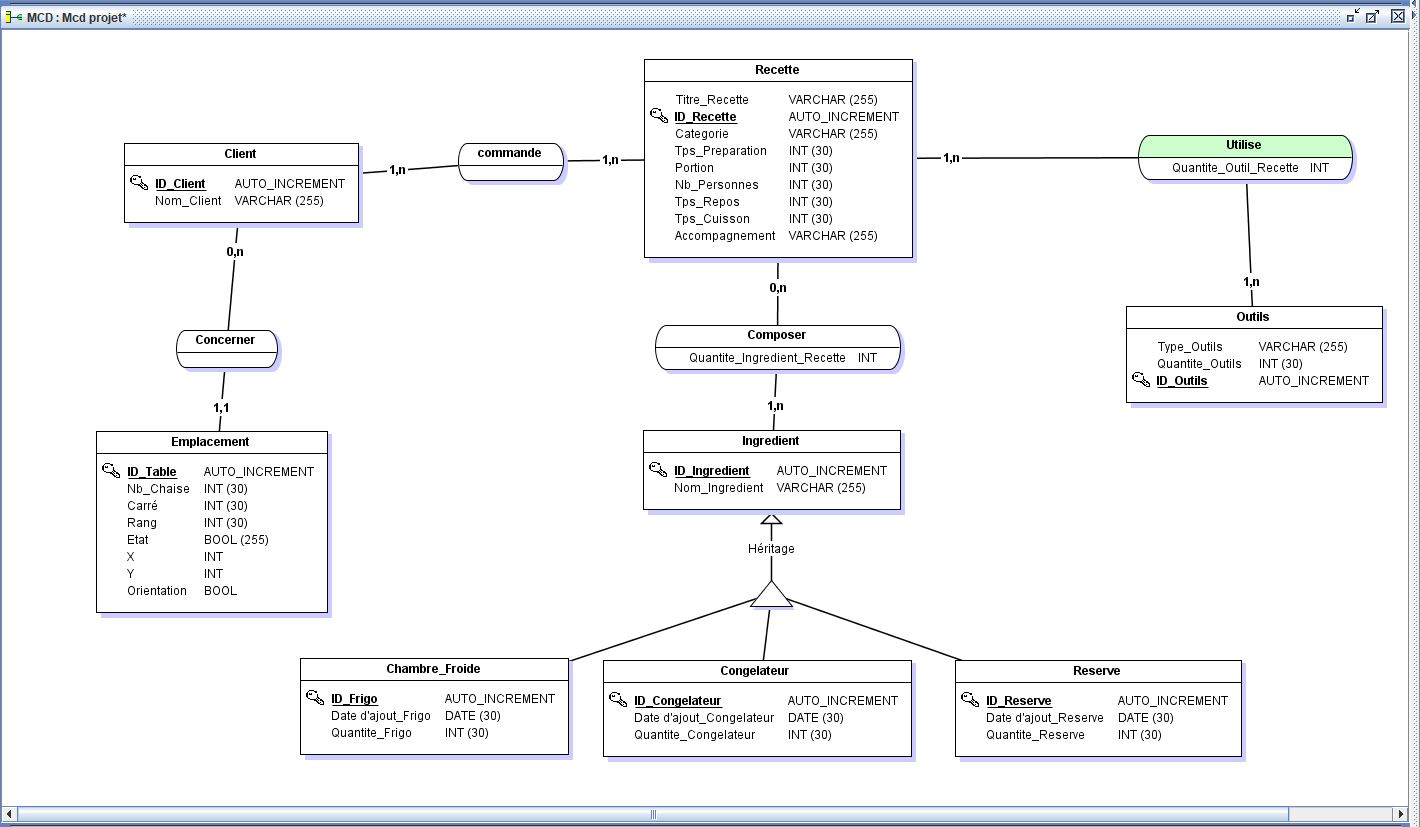 MCD : Mcd projet*
Recette
Titre_Recette VARCHAR (255)
ID_Recette AUTO_INCREMENT
Categorie VARCHAR (255)
Tps_Preparation INT (30)
Portion INT (30)
Nb_Personnes INT (30)
Tps_Repos INT (30)
Tps_Cuisson INT (30)
Accompagnement VARCHAR (255)
Client
ID_Client AUTO_INCREMENT
Nom_Client VARCHAR (255)
1,n
commande
1,n
1,n
Utilise
Quantite_Outil_Recette INT
0,n
Concerner
1,1
0,n
Composer
Quantite_Ingredient_Recette INT
1,n
1,n
Outils
Type_Outils VARCHAR (255)
Quantite_Outils INT (30)
ID_Outils AUTO_INCREMENT
Emplacement
ID_Table AUTO_INCREMENT
Nb_Chaise INT (30)
Carré INT (30)
Rang INT (30)
Etat BOOL (255)
X INT
Y INT
Orientation BOOL
Ingredient
ID_Ingredient AUTO_INCREMENT
Nom_Ingredient VARCHAR (255)
Héritage
Chambre_Froide
ID_Frigo AUTO_INCREMENT
Date d'ajout_Frigo DATE (30)
Quantite_Frigo INT (30)
Congelateur
ID_Congelateur AUTO_INCREMENT
Date d'ajout_Congelateur DATE (30)
Quantite_Congelateur INT (30)
Reserve
ID_Reserve AUTO_INCREMENT
Date d'ajout_Reserve DATE (30)
Quantite_Reserve INT (30)